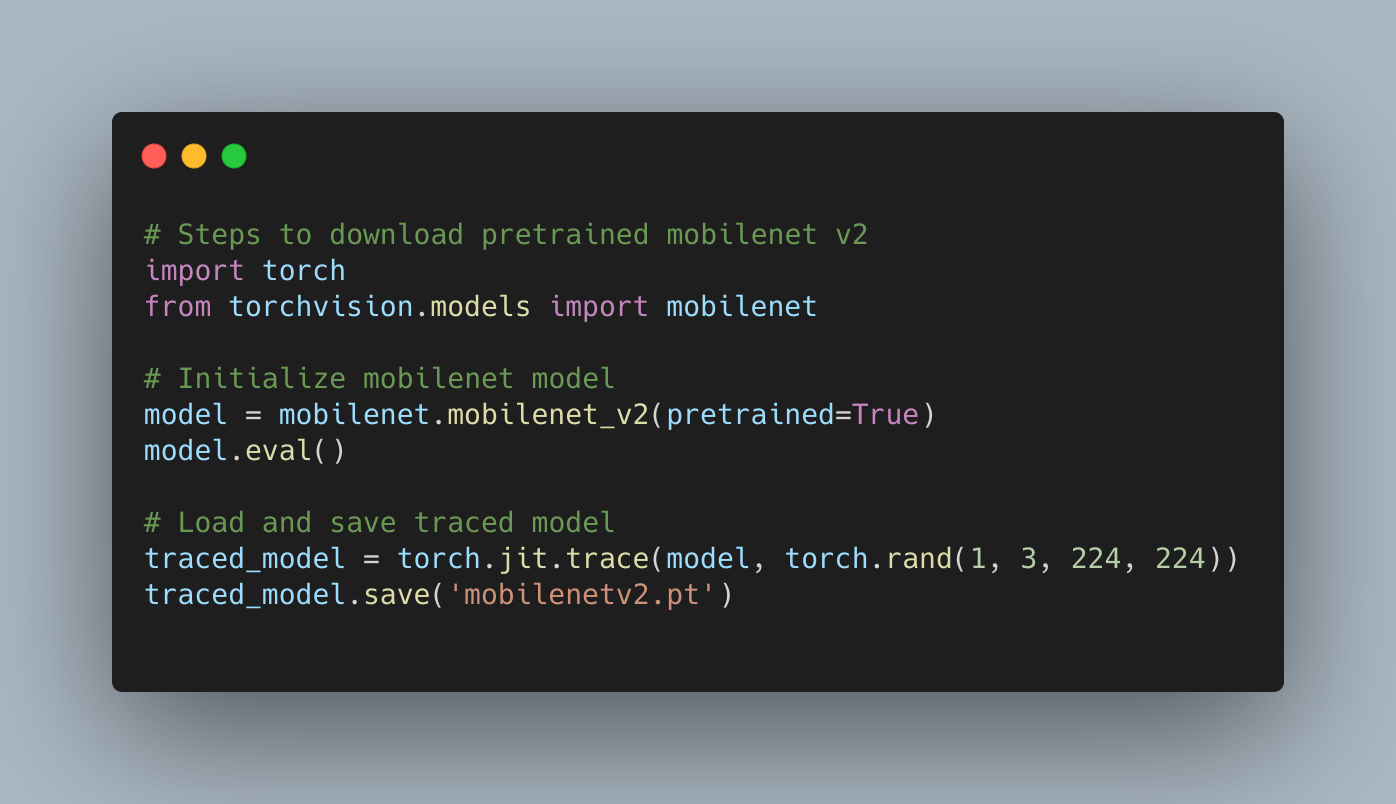 # Steps to download pretrained mobilenet v2
import torch
from torchvision.models import mobilenet
# Initialize mobilenet model
model = mobilenet.mobilenet_v2(pretrained=True)
model.eval()
# Load and save traced model
traced_model = torch.jit.trace(model, torch.rand(1, 3, 224, 224))
traced_model.save('mobilenetv2.pt')